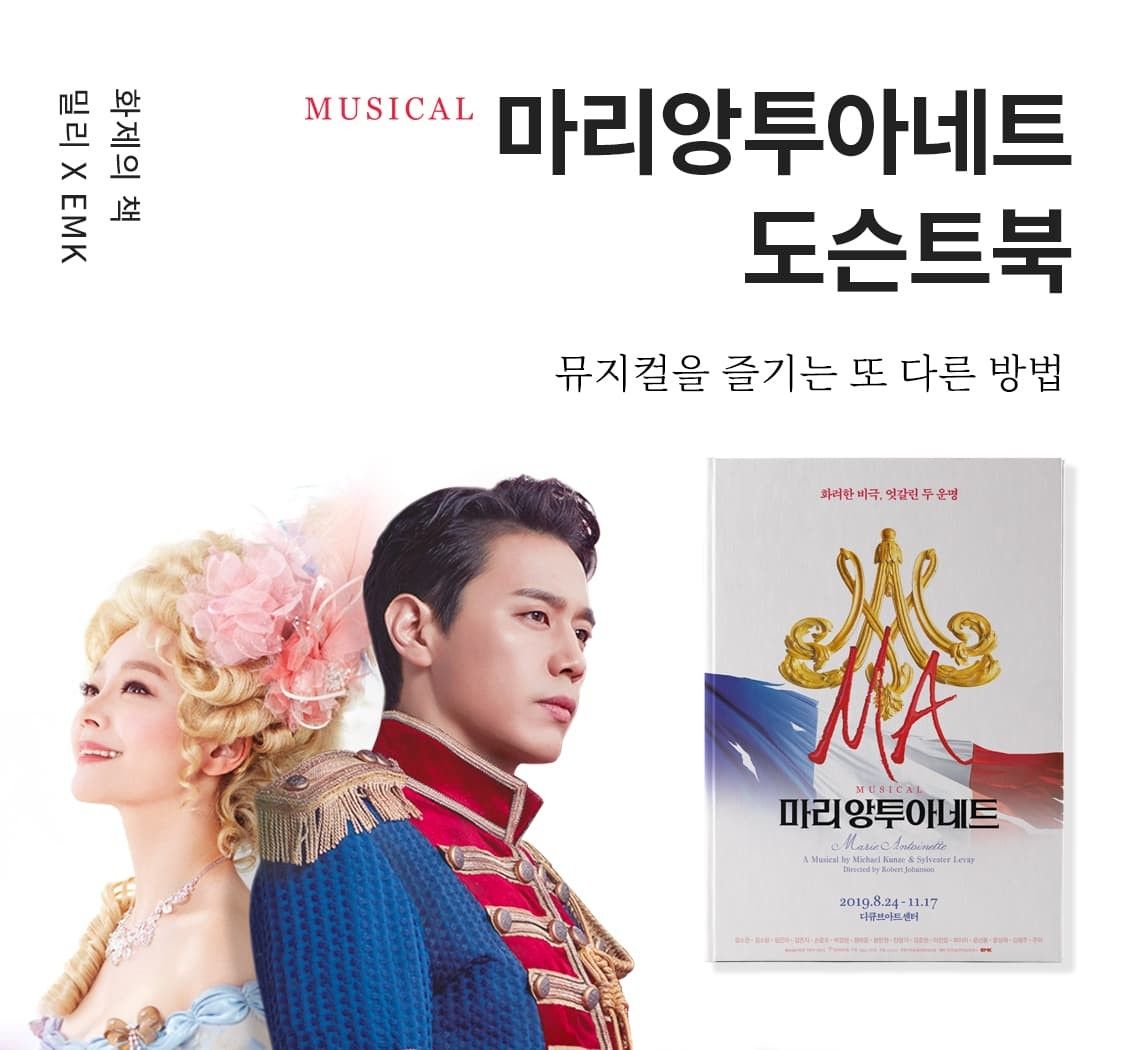 화제의 책
밀리 X EMK
MUSICAL 마리앙투아네트
도슨트북
뮤지컬을 즐기는 또 다른 방법
화려한 비극, 엇갈린 두 운명
MA
MUSICAL
마리 앙투아네트
Marie Antoinette
A Musical by Michael Kunze & Sylvester Levay
Directed by Robert Johanson
2019.8.24 - 11.17
디큐브아트센터
EMK